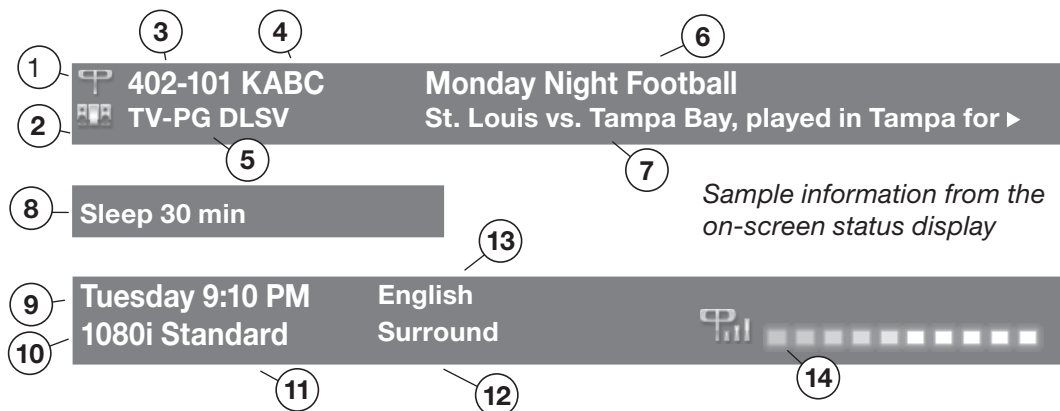 3 4 6
1 402-101 KABC Monday Night Football
2 TV-PG DLSV St. Louis vs. Tampa Bay, played in Tampa for ▶
5 7
8 Sleep 30 min
Sample information from the
on-screen status display
13
9 Tuesday 9:10 PM English
10 1080i Standard Surround
11 12 14